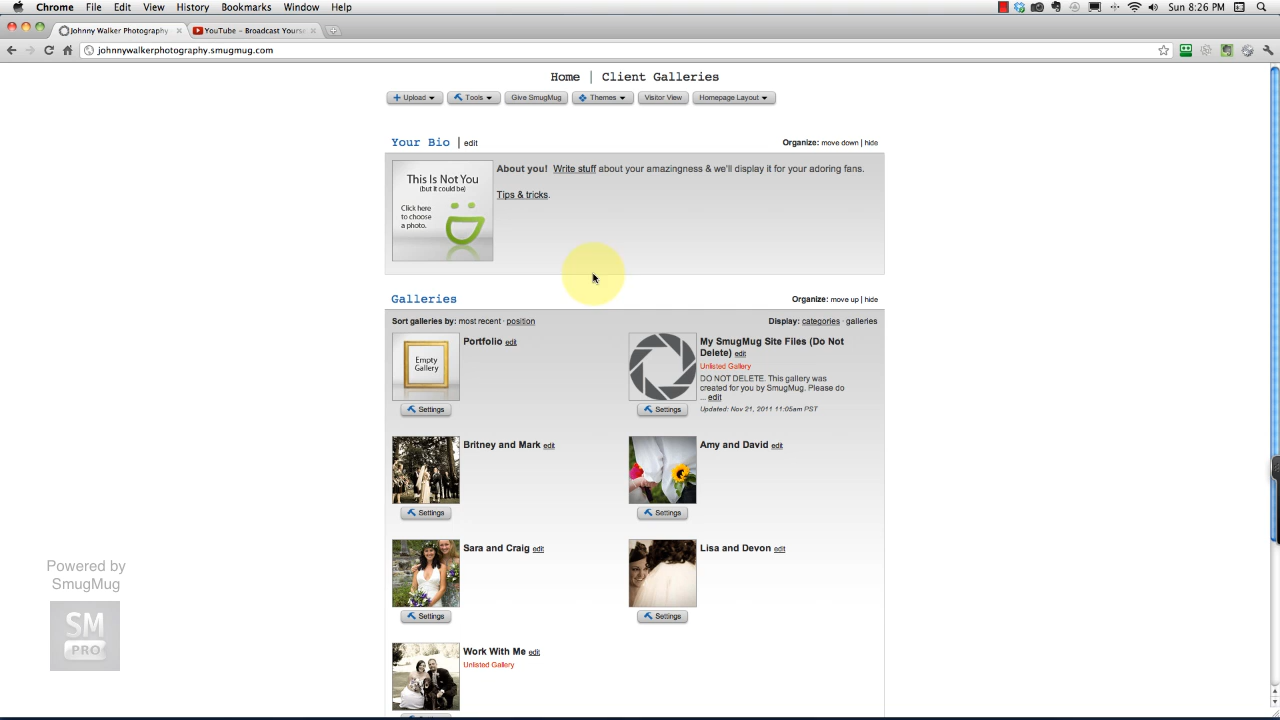 Chrome File Edit View History Bookmarks Window Help Sun 8:26 PM
Johnny Walker Photography YouTube - Broadcast Yourse
johnnywalkerphotography.smugmug.com
Home | Client Galleries
Upload Tools Give SmugMug Themes Visitor View Homepage Layout
Your Bio | edit Organize: move down | hide
This Is Not You
(but it could be)
Click here
to choose
a photo.
About you! Write stuff about your amazingness & we'll display it for your adoring fans.
Tips & tricks.
Galleries Organize: move up | hide
Sort galleries by: most recent · position Display: categories · galleries
Empty
Gallery
Portfolio edit
Settings
My SmugMug Site Files (Do Not
Delete) edit
Unlisted Gallery
DO NOT DELETE. This gallery was
created for you by SmugMug. Please do
... edit
Updated: Nov 21, 2011 11:05am PST
Settings
Britney and Mark edit
Settings
Amy and David edit
Settings
Sara and Craig edit
Settings
Lisa and Devon edit
Settings
Work With Me edit
Unlisted Gallery
Powered by
SmugMug
SM
PRO